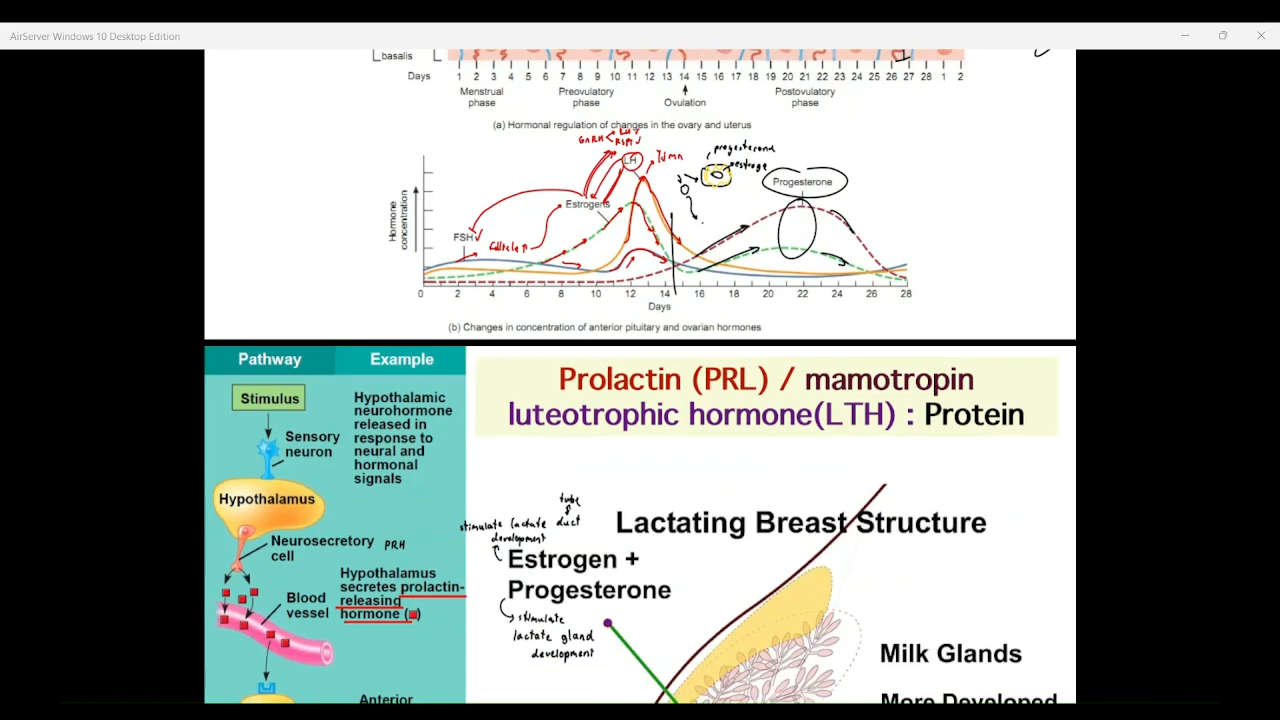 AirServer Windows 10 Desktop Edition
basalis
Days 1 2 3 4 5 6 7 8 9 10 11 12 13 14 15 16 17 18 19 20 21 22 23 24 25 26 27 28 1 2
Menstrual phase
Preovulatory phase
Ovulation
Postovulatory phase
(a) Hormonal regulation of changes in the ovary and uterus
GnRH
LH
progesterone
estroge
Progesterone
Estrogens
Hormone concentration
FSH
follicle ↑
0 2 4 6 8 10 12 14 16 18 20 22 24 26 28
Days
(b) Changes in concentration of anterior pituitary and ovarian hormones
Pathway
Example
Stimulus
Hypothalamic
neurohormone
released in
response to
neural and
hormonal
signals
Sensory
neuron
Hypothalamus
Neurosecretory
cell
PRH
Hypothalamus
secretes prolactin-
releasing
hormone ( )
Blood
vessel
Anterior
Prolactin (PRL) / mamotropin
luteotrophic hormone(LTH) : Protein
tube
stimulate lactate duct
development
Lactating Breast Structure
Estrogen +
Progesterone
stimulate
lactate gland
development
Milk Glands
More Developed